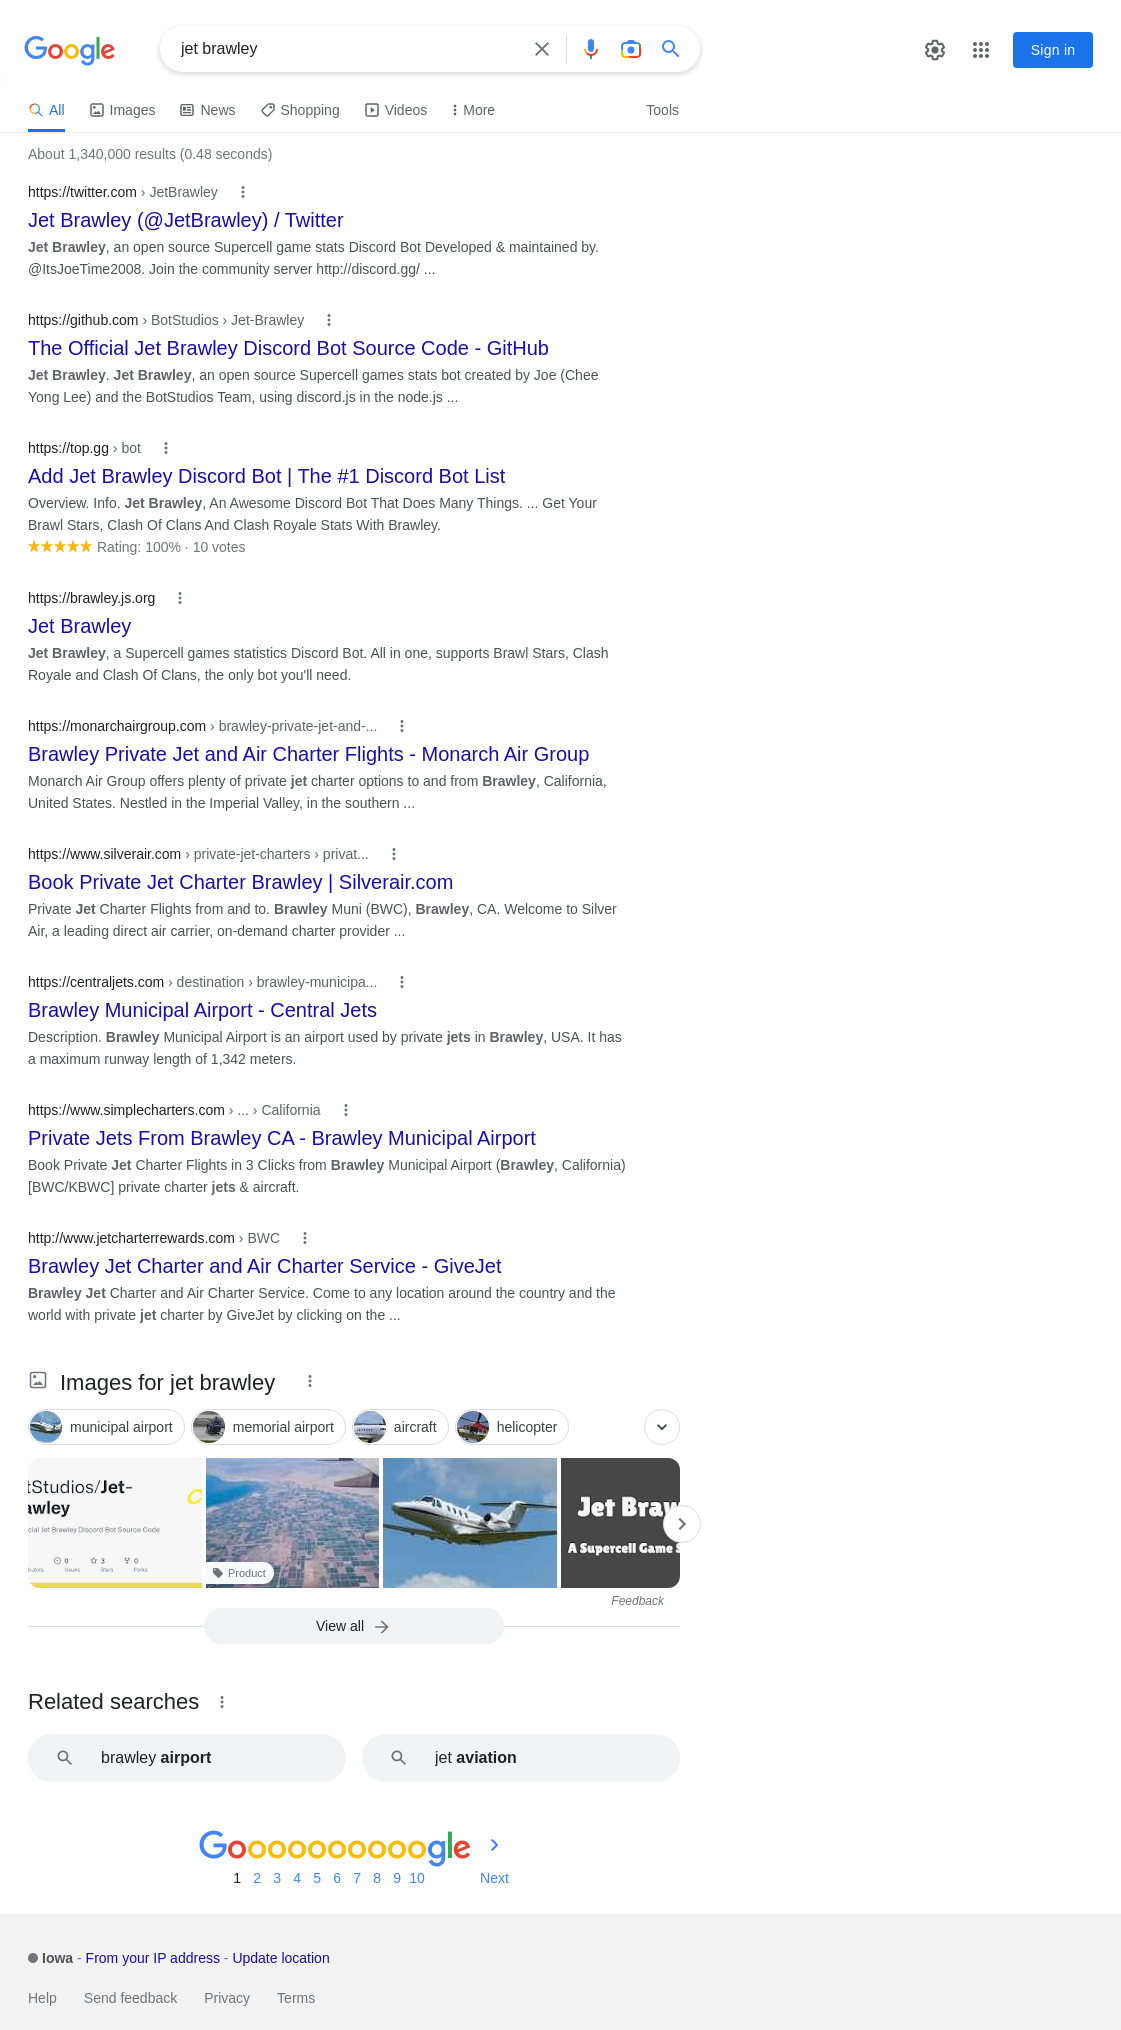 Google
jet brawley
Sign in
All
Images
News
Shopping
Videos
More
Tools
About 1,340,000 results (0.48 seconds)
https://twitter.com › JetBrawley
Jet Brawley (@JetBrawley) / Twitter
Jet Brawley, an open source Supercell game stats Discord Bot Developed & maintained by.
@ItsJoeTime2008. Join the community server http://discord.gg/ ...
https://github.com › BotStudios › Jet-Brawley
The Official Jet Brawley Discord Bot Source Code - GitHub
Jet Brawley. Jet Brawley, an open source Supercell games stats bot created by Joe (Chee
Yong Lee) and the BotStudios Team, using discord.js in the node.js ...
https://top.gg › bot
Add Jet Brawley Discord Bot | The #1 Discord Bot List
Overview. Info. Jet Brawley, An Awesome Discord Bot That Does Many Things. ... Get Your
Brawl Stars, Clash Of Clans And Clash Royale Stats With Brawley.
Rating: 100% · 10 votes
https://brawley.js.org
Jet Brawley
Jet Brawley, a Supercell games statistics Discord Bot. All in one, supports Brawl Stars, Clash
Royale and Clash Of Clans, the only bot you'll need.
https://monarchairgroup.com › brawley-private-jet-and-...
Brawley Private Jet and Air Charter Flights - Monarch Air Group
Monarch Air Group offers plenty of private jet charter options to and from Brawley, California,
United States. Nestled in the Imperial Valley, in the southern ...
https://www.silverair.com › private-jet-charters › privat...
Book Private Jet Charter Brawley | Silverair.com
Private Jet Charter Flights from and to. Brawley Muni (BWC), Brawley, CA. Welcome to Silver
Air, a leading direct air carrier, on-demand charter provider ...
https://centraljets.com › destination › brawley-municipa...
Brawley Municipal Airport - Central Jets
Description. Brawley Municipal Airport is an airport used by private jets in Brawley, USA. It has
a maximum runway length of 1,342 meters.
https://www.simplecharters.com › ... › California
Private Jets From Brawley CA - Brawley Municipal Airport
Book Private Jet Charter Flights in 3 Clicks from Brawley Municipal Airport (Brawley, California)
[BWC/KBWC] private charter jets & aircraft.
http://www.jetcharterrewards.com › BWC
Brawley Jet Charter and Air Charter Service - GiveJet
Brawley Jet Charter and Air Charter Service. Come to any location around the country and the
world with private jet charter by GiveJet by clicking on the ...
Images for jet brawley
municipal airport
memorial airport
aircraft
helicopter
tStudios/Jet-
awley
cial Jet Brawley Discord Bot Source Code
0 3 0
Issues Stars Forks
Product
Jet Braw
A Supercell Game S
Feedback
View all
Related searches
brawley airport
jet aviation
Goooooooooogle
1 2 3 4 5 6 7 8 9 10 Next
Iowa - From your IP address - Update location
Help Send feedback Privacy Terms